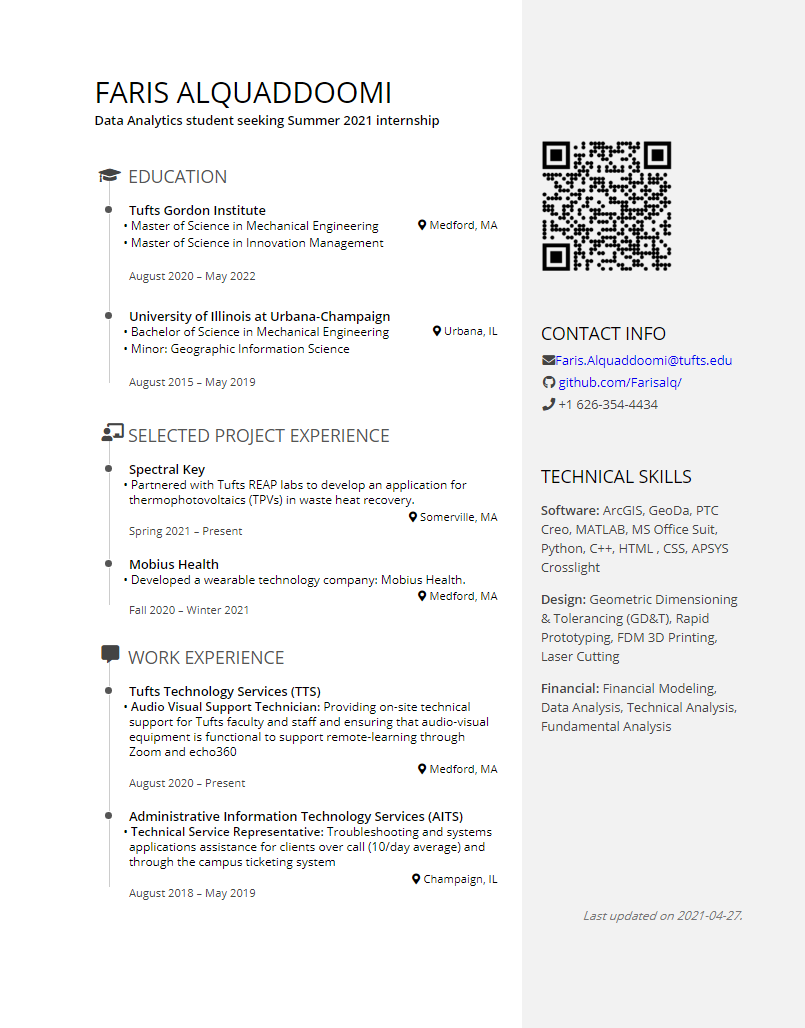 FARIS ALQUADDOOMI
Data Analytics student seeking Summer 2021 internship
EDUCATION
Tufts Gordon Institute
• Master of Science in Mechanical Engineering
Medford, MA
• Master of Science in Innovation Management
August 2020 – May 2022
University of Illinois at Urbana-Champaign
• Bachelor of Science in Mechanical Engineering
Urbana, IL
• Minor: Geographic Information Science
August 2015 – May 2019
SELECTED PROJECT EXPERIENCE
Spectral Key
• Partnered with Tufts REAP labs to develop an application for
thermophotovoltaics (TPVs) in waste heat recovery.
Somerville, MA
Spring 2021 – Present
Mobius Health
• Developed a wearable technology company: Mobius Health.
Medford, MA
Fall 2020 – Winter 2021
WORK EXPERIENCE
Tufts Technology Services (TTS)
• Audio Visual Support Technician: Providing on-site technical
support for Tufts faculty and staff and ensuring that audio-visual
equipment is functional to support remote-learning through
Zoom and echo360
Medford, MA
August 2020 – Present
Administrative Information Technology Services (AITS)
• Technical Service Representative: Troubleshooting and systems
applications assistance for clients over call (10/day average) and
through the campus ticketing system
Champaign, IL
August 2018 – May 2019
CONTACT INFO
Faris.Alquaddoomi@tufts.edu
github.com/Farisalq/
+1 626-354-4434
TECHNICAL SKILLS
Software: ArcGIS, GeoDa, PTC
Creo, MATLAB, MS Office Suit,
Python, C++, HTML , CSS, APSYS
Crosslight
Design: Geometric Dimensioning
& Tolerancing (GD&T), Rapid
Prototyping, FDM 3D Printing,
Laser Cutting
Financial: Financial Modeling,
Data Analysis, Technical Analysis,
Fundamental Analysis
Last updated on 2021-04-27.